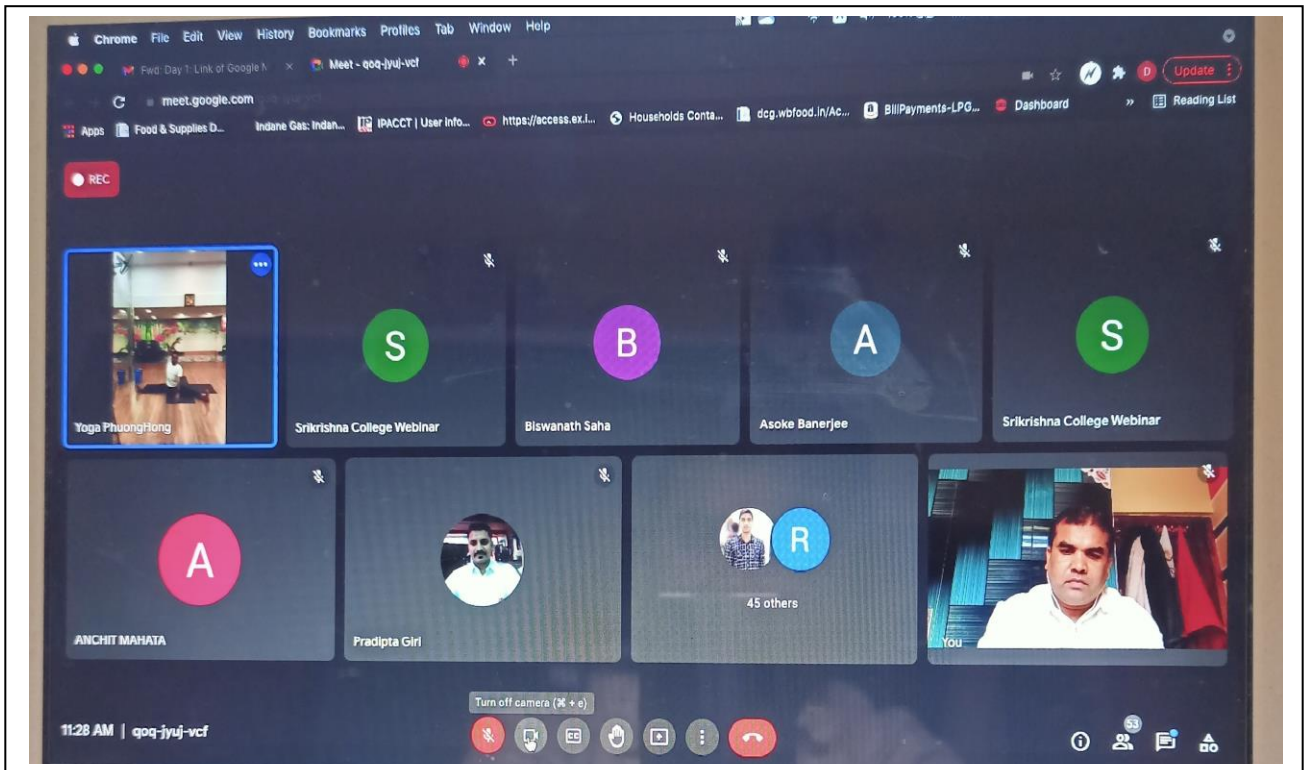 Chrome File Edit View History Bookmarks Profiles Tab Window Help
Fwd: Day 1: Link of Google M
Meet - qoq-jyuj-vcf
meet.google.com
D
Update
Apps
Food & Supplies D...
Indane Gas: Indan...
IPACCT | User Info...
https://access.ex.i...
Households Conta...
dcg.wbfood.in/Ac...
BillPayments-LPG...
Dashboard
»
Reading List
REC
S
B
A
S
Yoga PhuongHong
Srikrishna College Webinar
Biswanath Saha
Asoke Banerjee
Srikrishna College Webinar
A
R
45 others
ANCHIT MAHATA
Pradipta Giri
You
Turn off camera (⌘ + e)
11:28 AM | qoq-jyuj-vcf
CC
53